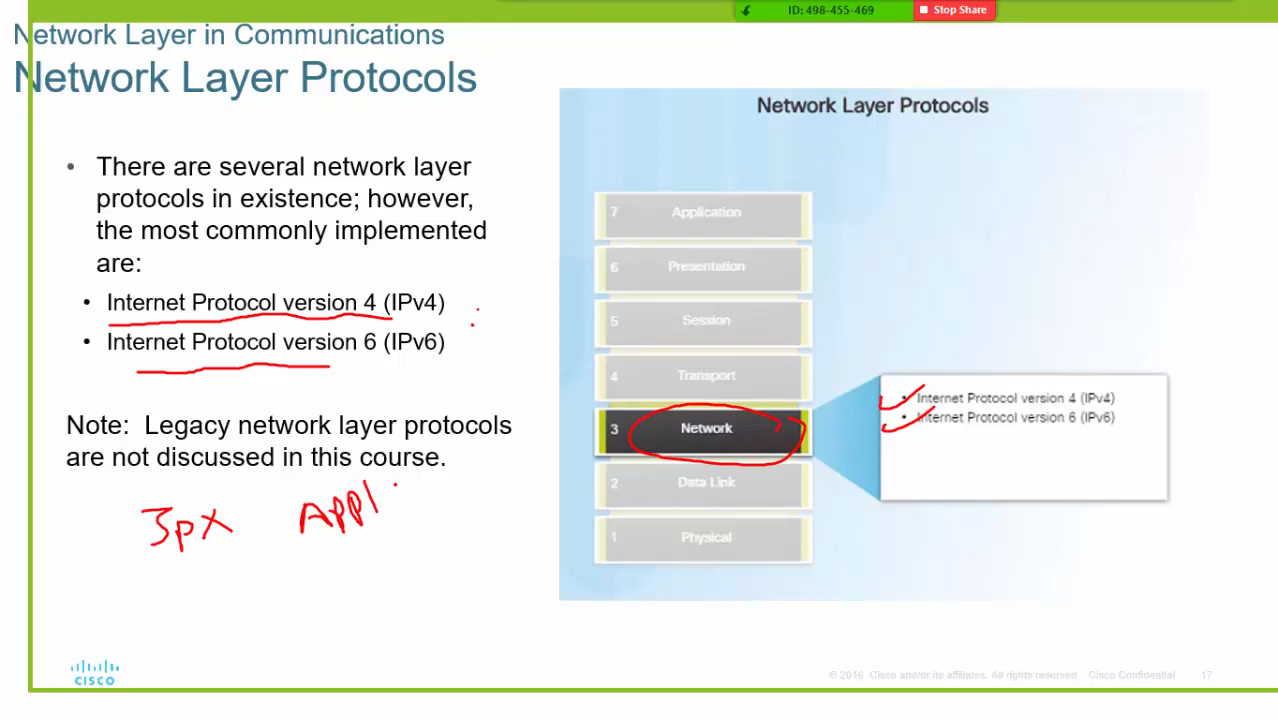 ID: 498-455-469
Stop Share
Network Layer in Communications
Network Layer Protocols
• There are several network layer
protocols in existence; however,
the most commonly implemented
are:
• Internet Protocol version 4 (IPv4)
• Internet Protocol version 6 (IPv6)
Note: Legacy network layer protocols
are not discussed in this course.
Appl
Network Layer Protocols
7 Application
6 Presentation
5 Session
4 Transport
3 Network
2 Data Link
1 Physical
• Internet Protocol version 4 (IPv4)
• Internet Protocol version 6 (IPv6)
CISCO
© 2016 Cisco and/or its affiliates. All rights reserved. Cisco Confidential
17